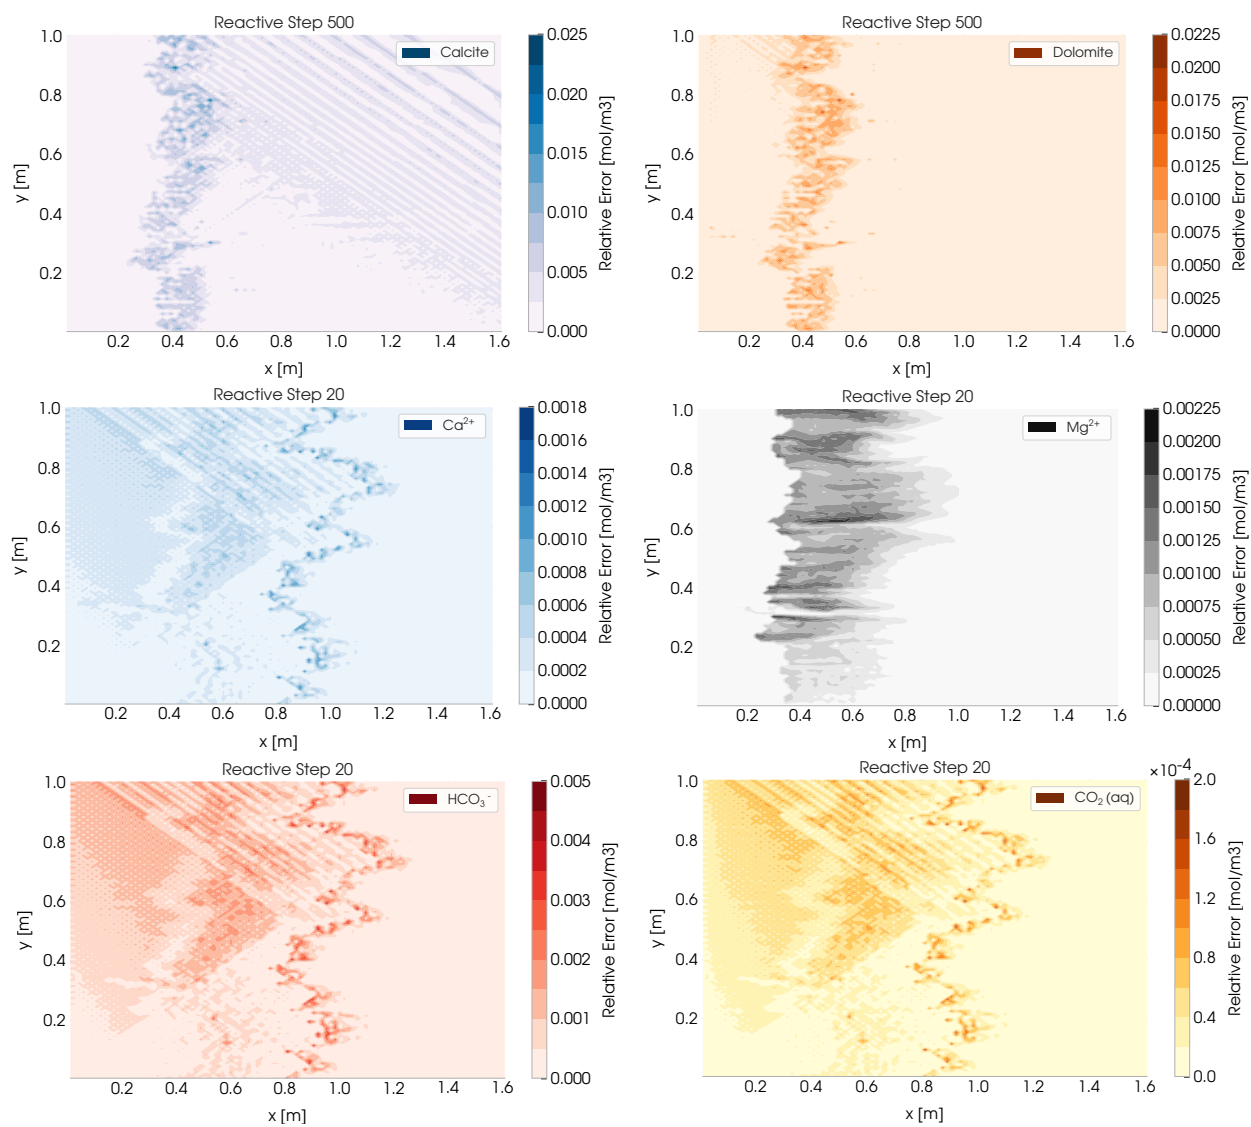 Reactive Step 500
Calcite
1.0
0.8
0.6
0.4
0.2
y [m]
0.2 0.4 0.6 0.8 1.0 1.2 1.4 1.6
x [m]
0.025
0.020
0.015
0.010
0.005
0.000
Relative Error [mol/m3]
Reactive Step 500
Dolomite
1.0
0.8
0.6
0.4
0.2
y [m]
0.2 0.4 0.6 0.8 1.0 1.2 1.4 1.6
x [m]
0.0225
0.0200
0.0175
0.0150
0.0125
0.0100
0.0075
0.0050
0.0025
0.0000
Relative Error [mol/m3]
Reactive Step 20
Ca²⁺
1.0
0.8
0.6
0.4
0.2
y [m]
0.2 0.4 0.6 0.8 1.0 1.2 1.4 1.6
x [m]
0.0018
0.0016
0.0014
0.0012
0.0010
0.0008
0.0006
0.0004
0.0002
0.0000
Relative Error [mol/m3]
Reactive Step 20
Mg²⁺
1.0
0.8
0.6
0.4
0.2
y [m]
0.2 0.4 0.6 0.8 1.0 1.2 1.4 1.6
x [m]
0.00225
0.00200
0.00175
0.00150
0.00125
0.00100
0.00075
0.00050
0.00025
0.00000
Relative Error [mol/m3]
Reactive Step 20
HCO₃⁻
1.0
0.8
0.6
0.4
0.2
y [m]
0.2 0.4 0.6 0.8 1.0 1.2 1.4 1.6
x [m]
0.005
0.004
0.003
0.002
0.001
0.000
Relative Error [mol/m3]
Reactive Step 20
CO₂ (aq)
1.0
0.8
0.6
0.4
0.2
y [m]
0.2 0.4 0.6 0.8 1.0 1.2 1.4 1.6
x [m]
×10⁻⁴
2.0
1.6
1.2
0.8
0.4
0.0
Relative Error [mol/m3]